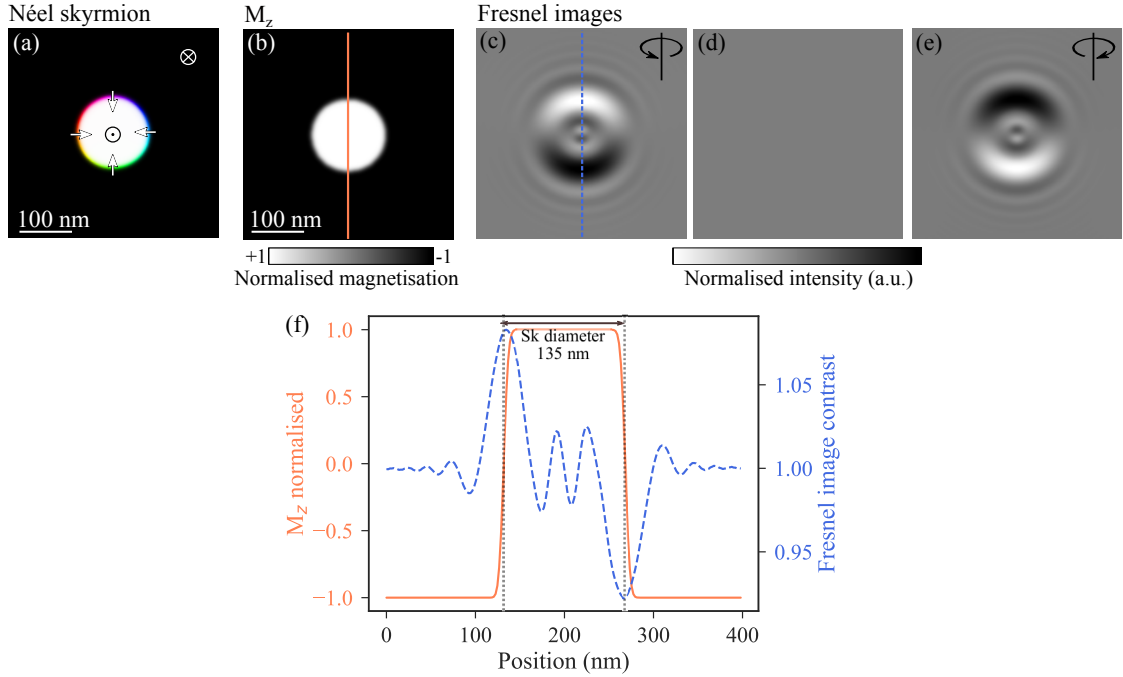 Néel skyrmion
M_z
Fresnel images
(a)
(b)
(c)
(d)
(e)
100 nm
100 nm
+1
-1
Normalised magnetisation
Normalised intensity (a.u.)
(f)
Sk diameter
135 nm
1.0
0.5
0.0
−0.5
−1.0
M_z normalised
1.05
1.00
0.95
Fresnel image contrast
0
100
200
300
400
Position (nm)